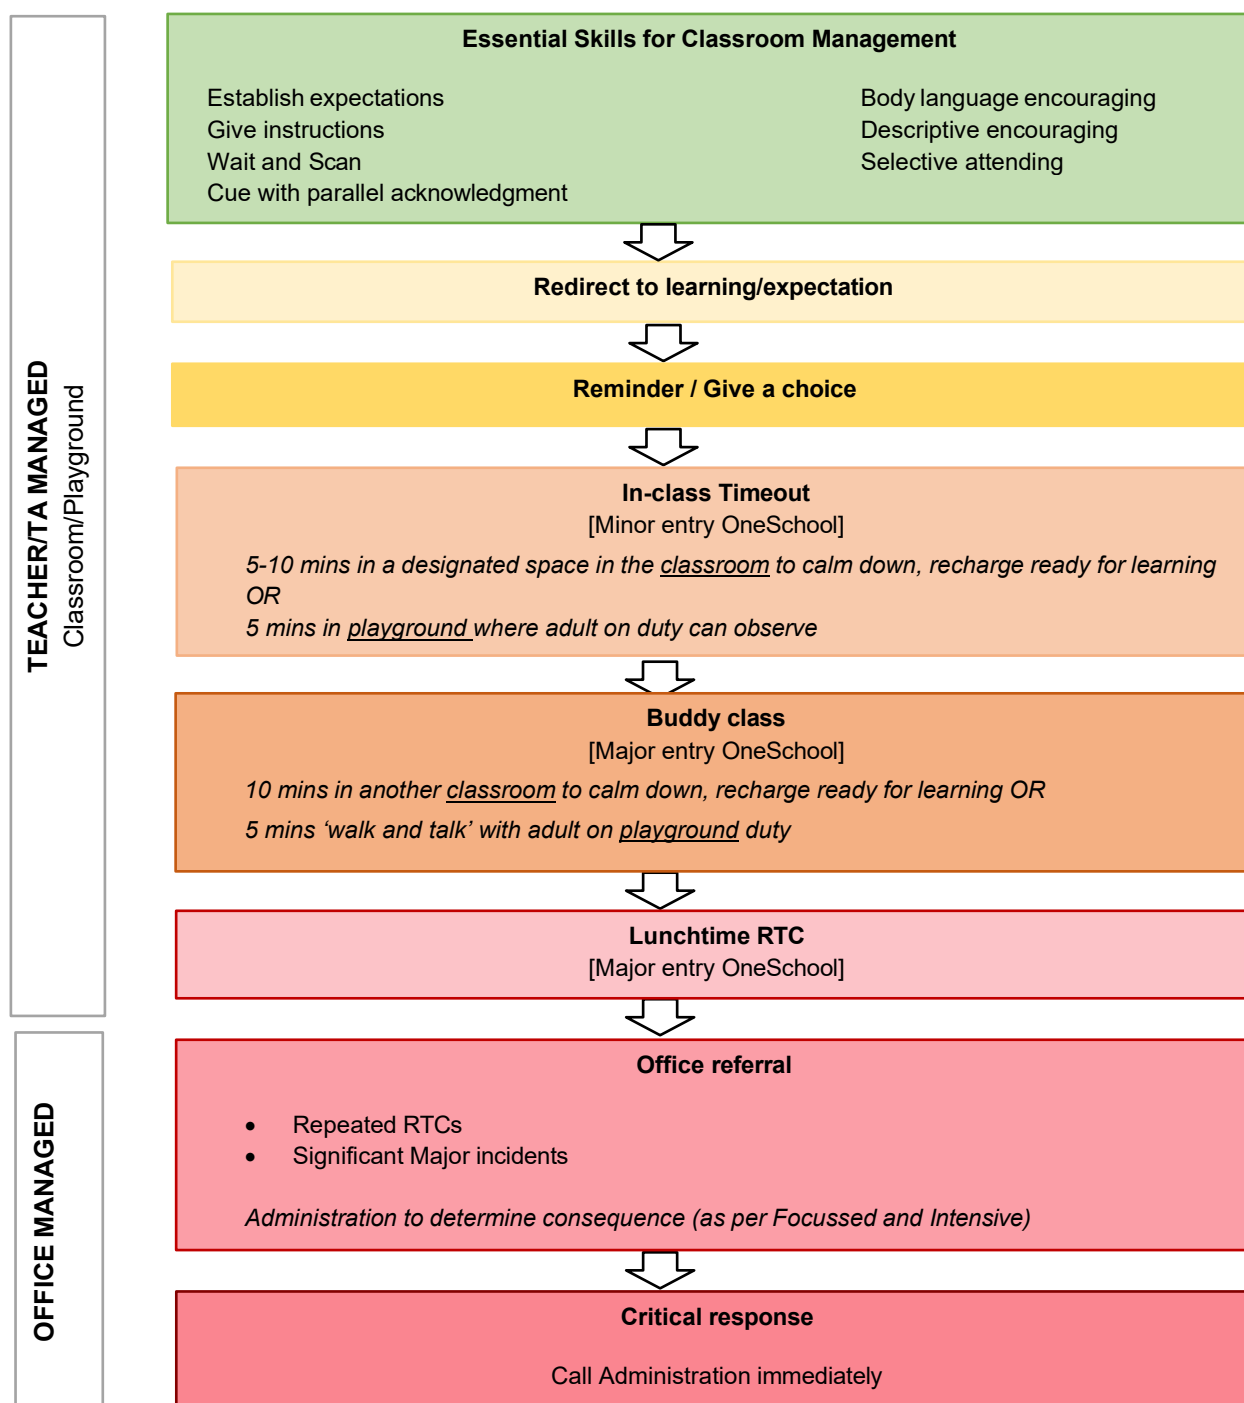 Essential Skills for Classroom Management
Establish expectations
Give instructions
Wait and Scan
Cue with parallel acknowledgment
Body language encouraging
Descriptive encouraging
Selective attending
Redirect to learning/expectation
Reminder / Give a choice
In-class Timeout
[Minor entry OneSchool]
5-10 mins in a designated space in the classroom to calm down, recharge ready for learning
OR
5 mins in playground where adult on duty can observe
Buddy class
[Major entry OneSchool]
10 mins in another classroom to calm down, recharge ready for learning OR
5 mins ‘walk and talk’ with adult on playground duty
Lunchtime RTC
[Major entry OneSchool]
TEACHER/TA MANAGED
Classroom/Playground
Office referral
• Repeated RTCs
• Significant Major incidents
Administration to determine consequence (as per Focussed and Intensive)
Critical response
Call Administration immediately
OFFICE MANAGED